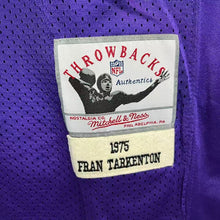 THROWBACKS
NFL
Authentics
NOSTALGIA CO.
Mitchell & Ness
PHILADELPHIA, PA
1975
FRAN TARKENTON